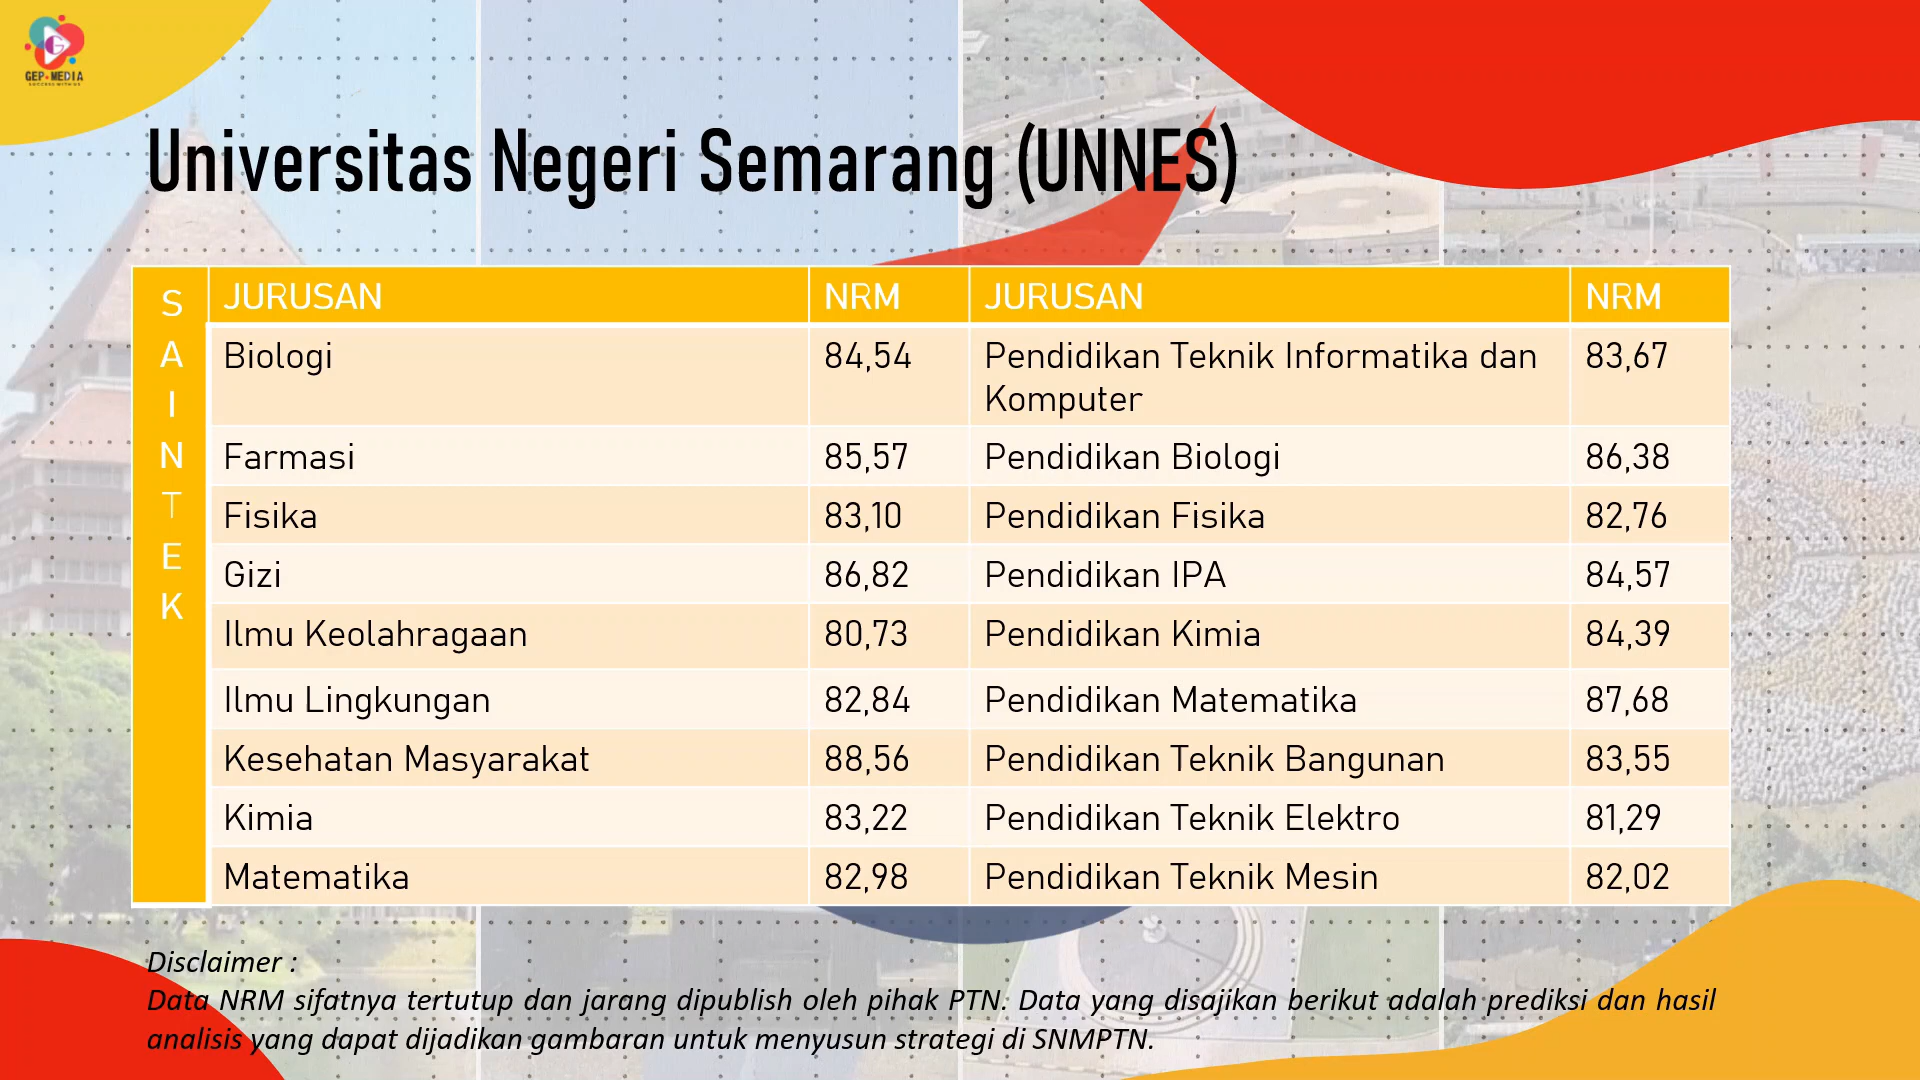 GEP MEDIA
SUCCESS WITH US
Universitas Negeri Semarang (UNNES)
SAINTEK
JURUSAN NRM JURUSAN NRM
Biologi 84,54 Pendidikan Teknik Informatika dan 83,67
Komputer
Farmasi 85,57 Pendidikan Biologi 86,38
Fisika 83,10 Pendidikan Fisika 82,76
Gizi 86,82 Pendidikan IPA 84,57
Ilmu Keolahragaan 80,73 Pendidikan Kimia 84,39
Ilmu Lingkungan 82,84 Pendidikan Matematika 87,68
Kesehatan Masyarakat 88,56 Pendidikan Teknik Bangunan 83,55
Kimia 83,22 Pendidikan Teknik Elektro 81,29
Matematika 82,98 Pendidikan Teknik Mesin 82,02
Disclaimer :
Data NRM sifatnya tertutup dan jarang dipublish oleh pihak PTN. Data yang disajikan berikut adalah prediksi dan hasil
analisis yang dapat dijadikan gambaran untuk menyusun strategi di SNMPTN.